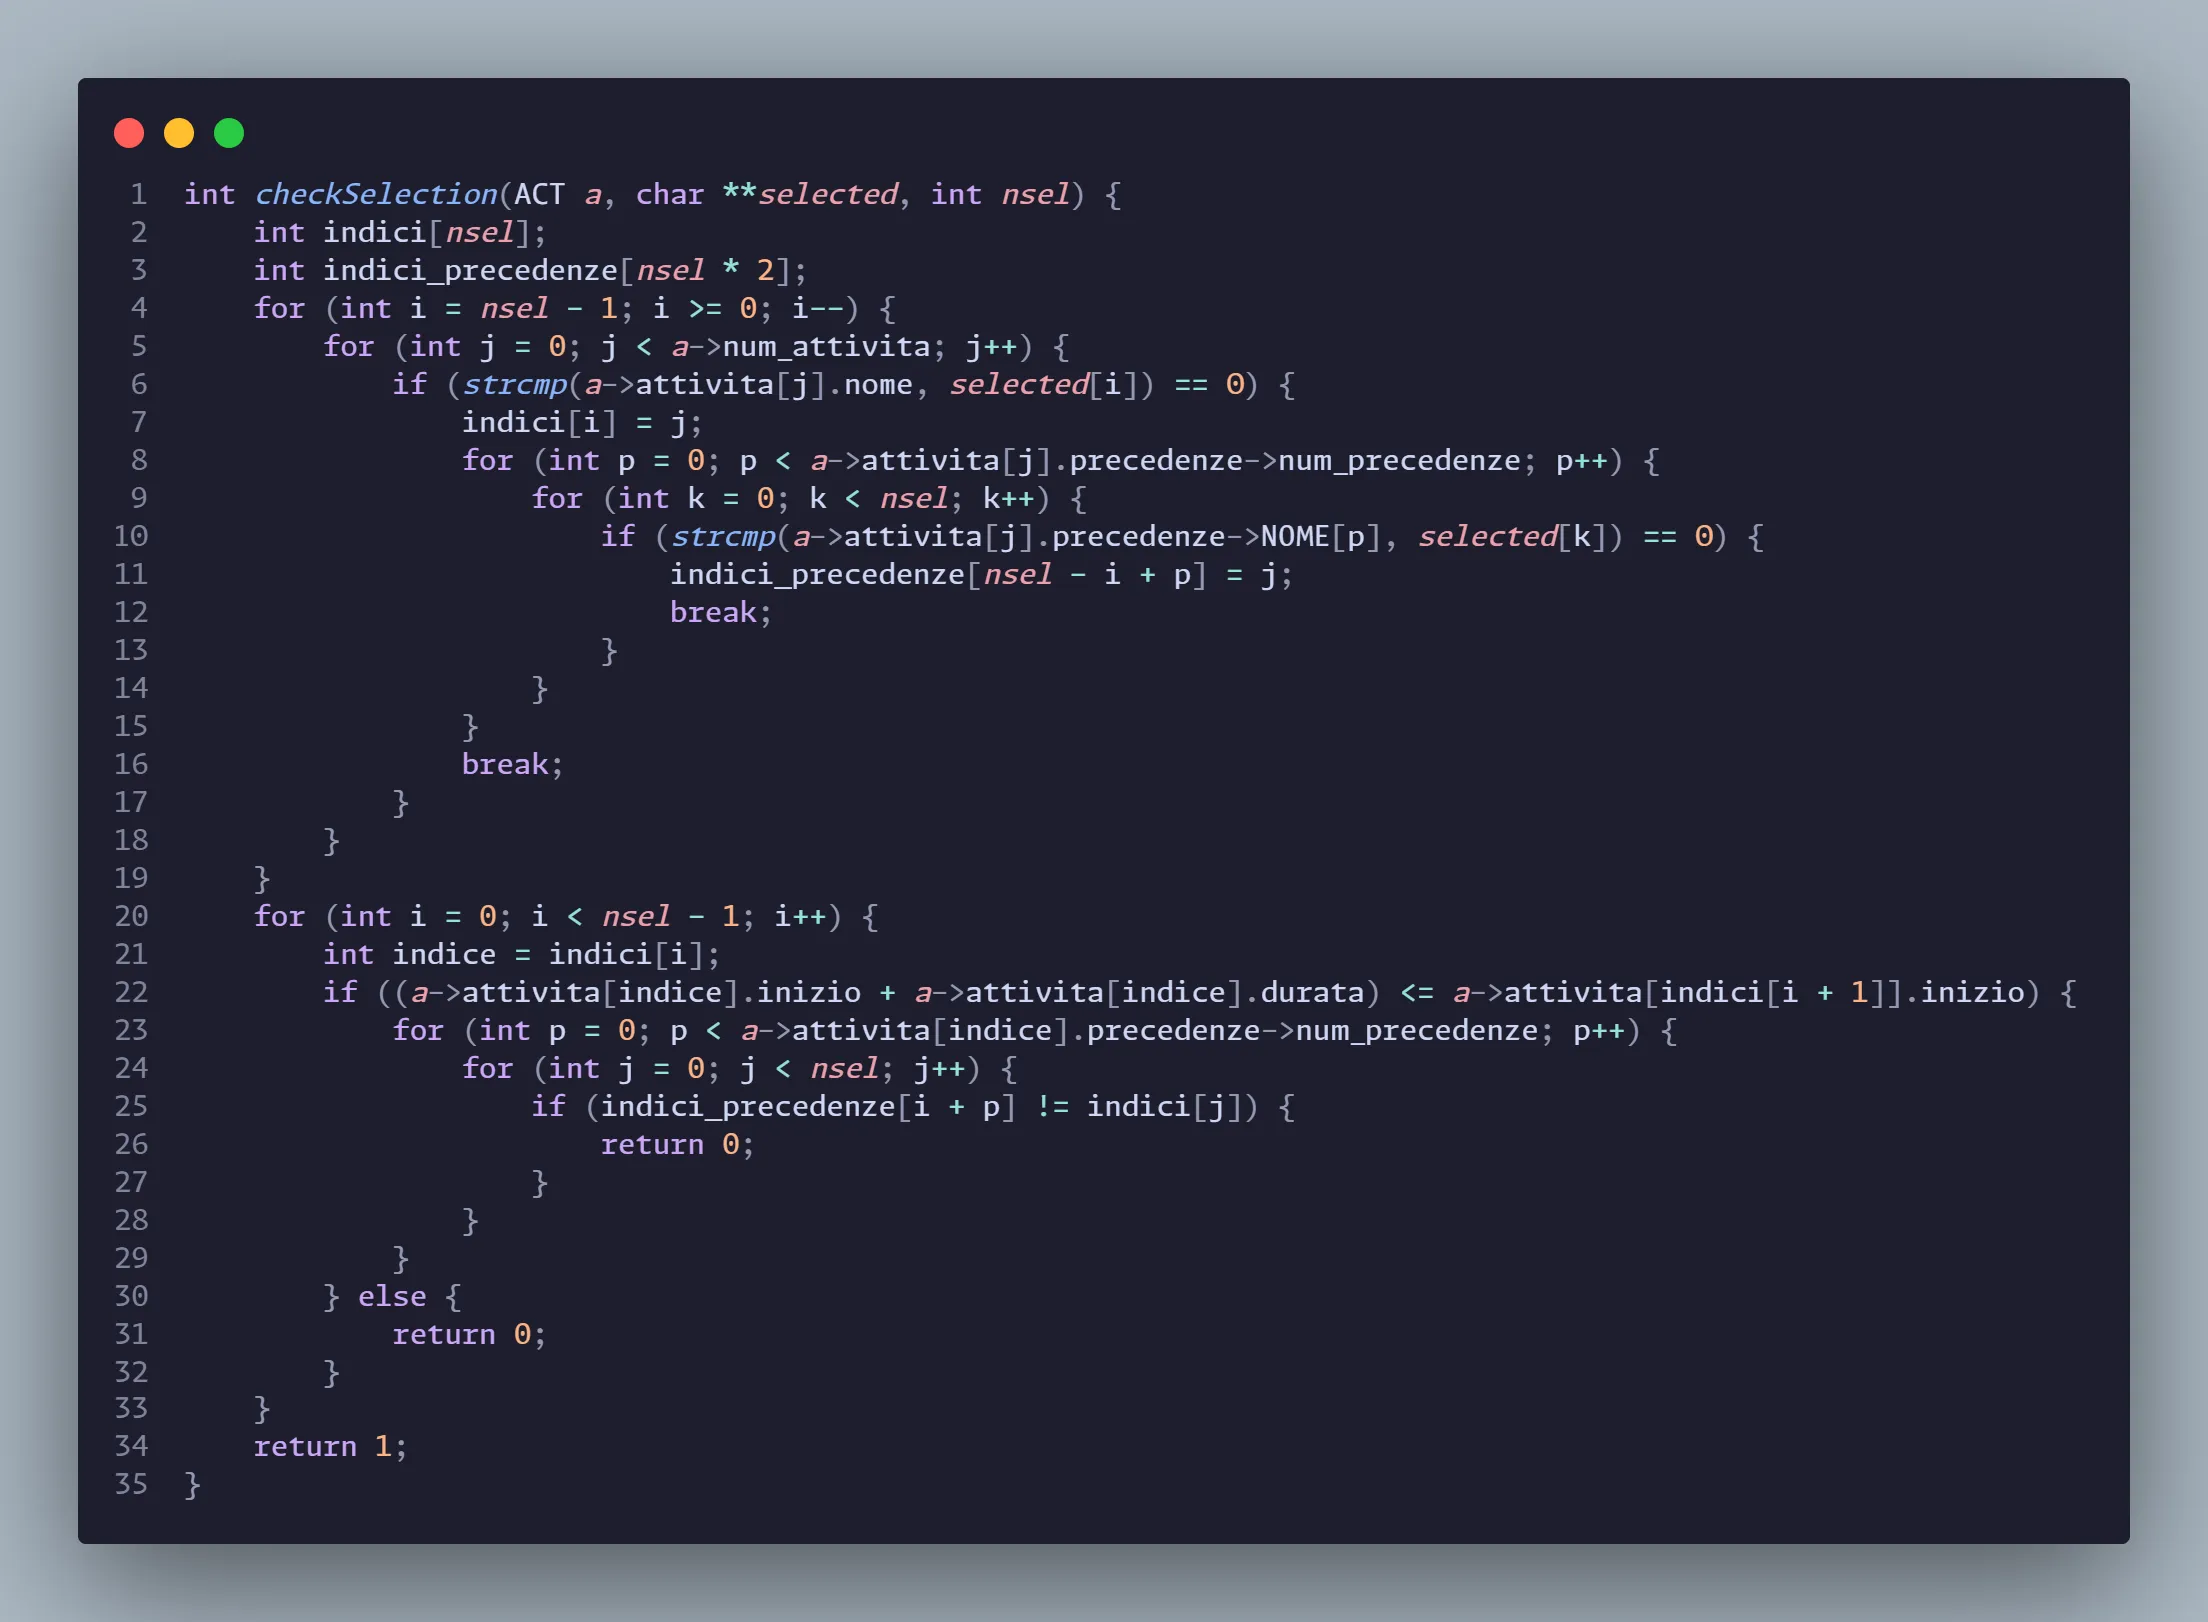 1 int checkSelection(ACT a, char **selected, int nsel) {
2     int indici[nsel];
3     int indici_precedenze[nsel * 2];
4     for (int i = nsel - 1; i >= 0; i--) {
5         for (int j = 0; j < a->num_attivita; j++) {
6             if (strcmp(a->attivita[j].nome, selected[i]) == 0) {
7                 indici[i] = j;
8                 for (int p = 0; p < a->attivita[j].precedenze->num_precedenze; p++) {
9                     for (int k = 0; k < nsel; k++) {
10                         if (strcmp(a->attivita[j].precedenze->NOME[p], selected[k]) == 0) {
11                             indici_precedenze[nsel - i + p] = j;
12                             break;
13                         }
14                     }
15                 }
16                 break;
17             }
18         }
19     }
20     for (int i = 0; i < nsel - 1; i++) {
21         int indice = indici[i];
22         if ((a->attivita[indice].inizio + a->attivita[indice].durata) <= a->attivita[indici[i + 1]].inizio) {
23             for (int p = 0; p < a->attivita[indice].precedenze->num_precedenze; p++) {
24                 for (int j = 0; j < nsel; j++) {
25                     if (indici_precedenze[i + p] != indici[j]) {
26                         return 0;
27                     }
28                 }
29             }
30         } else {
31             return 0;
32         }
33     }
34     return 1;
35 }